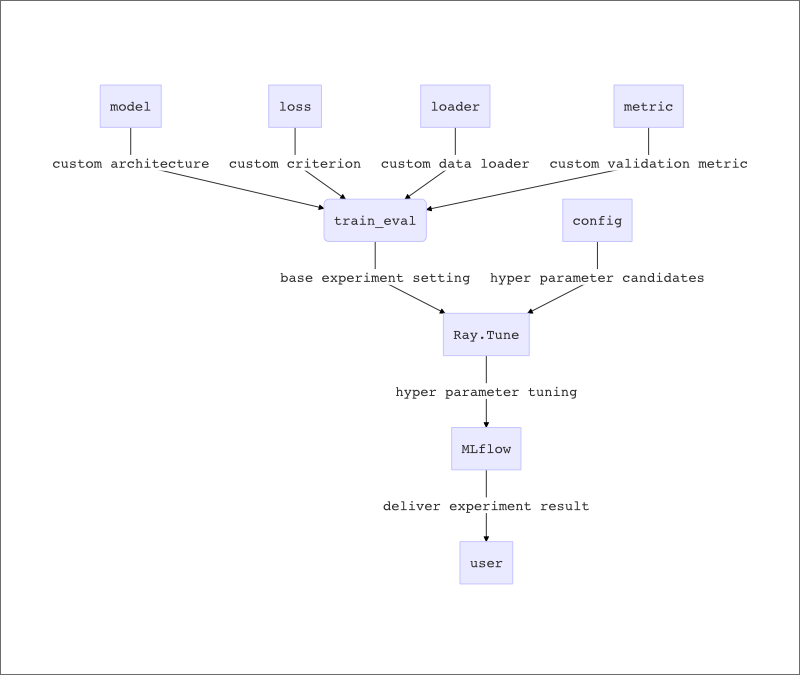 model
loss
loader
metric
custom architecture
custom criterion
custom data loader
custom validation metric
train_eval
config
base experiment setting
hyper parameter candidates
Ray.Tune
hyper parameter tuning
MLflow
deliver experiment result
user